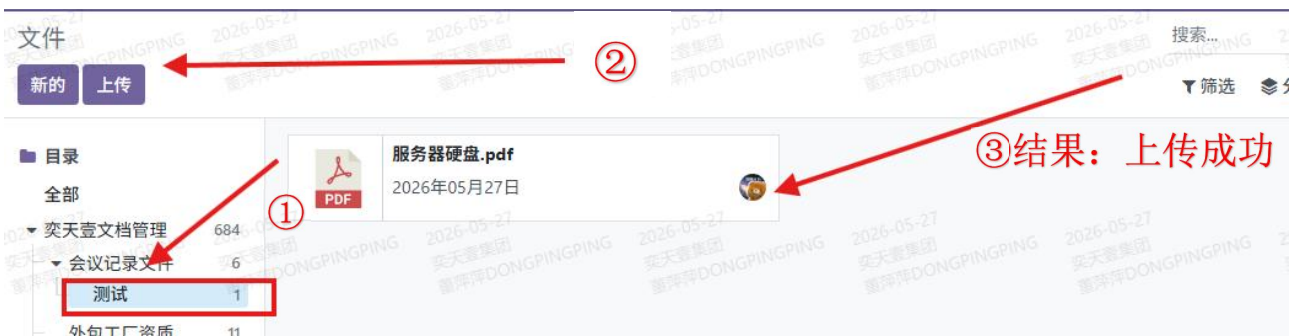 文件
搜索...
新的
上传
②
筛选
目录
服务器硬盘.pdf
③结果：上传成功
全部
PDF
2026年05月27日
①
奕天壹文档管理 684
会议记录文件 6
测试 1
外包工厂资质 11
2026-05-27
奕天壹集团
董萍萍DONGPINGPING